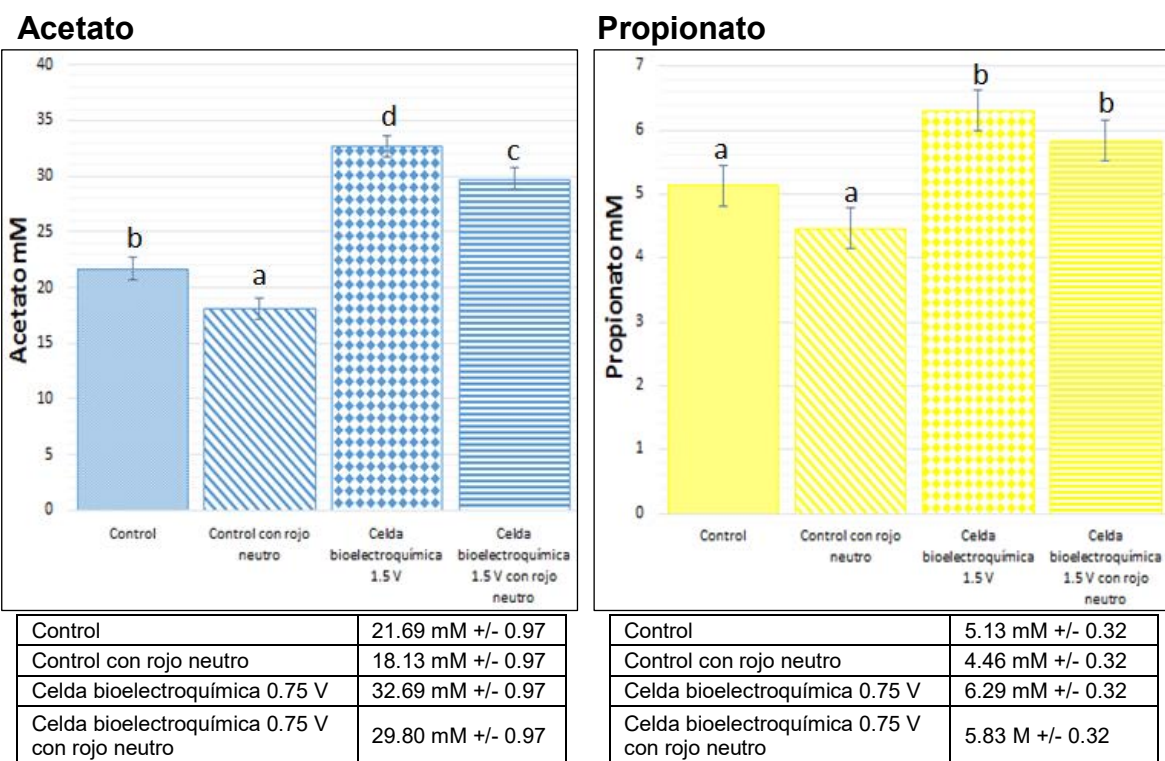 Acetato
Acetato mM
40
35
30
25
20
15
10
5
0
b
a
d
c
Control
Control con rojo
neutro
Celda
bioelectroquímica
1.5 V
Celda
bioelectroquímica
1.5 V con rojo
neutro
Control 21.69 mM +/- 0.97
Control con rojo neutro 18.13 mM +/- 0.97
Celda bioelectroquímica 0.75 V 32.69 mM +/- 0.97
Celda bioelectroquímica 0.75 V
con rojo neutro 29.80 mM +/- 0.97
Propionato
Propionato mM
7
6
5
4
3
2
1
0
a
a
b
b
Control
Control con rojo
neutro
Celda
bioelectroquímica
1.5 V
Celda
bioelectroquímica
1.5 V con rojo
neutro
Control 5.13 mM +/- 0.32
Control con rojo neutro 4.46 mM +/- 0.32
Celda bioelectroquímica 0.75 V 6.29 mM +/- 0.32
Celda bioelectroquímica 0.75 V
con rojo neutro 5.83 M +/- 0.32